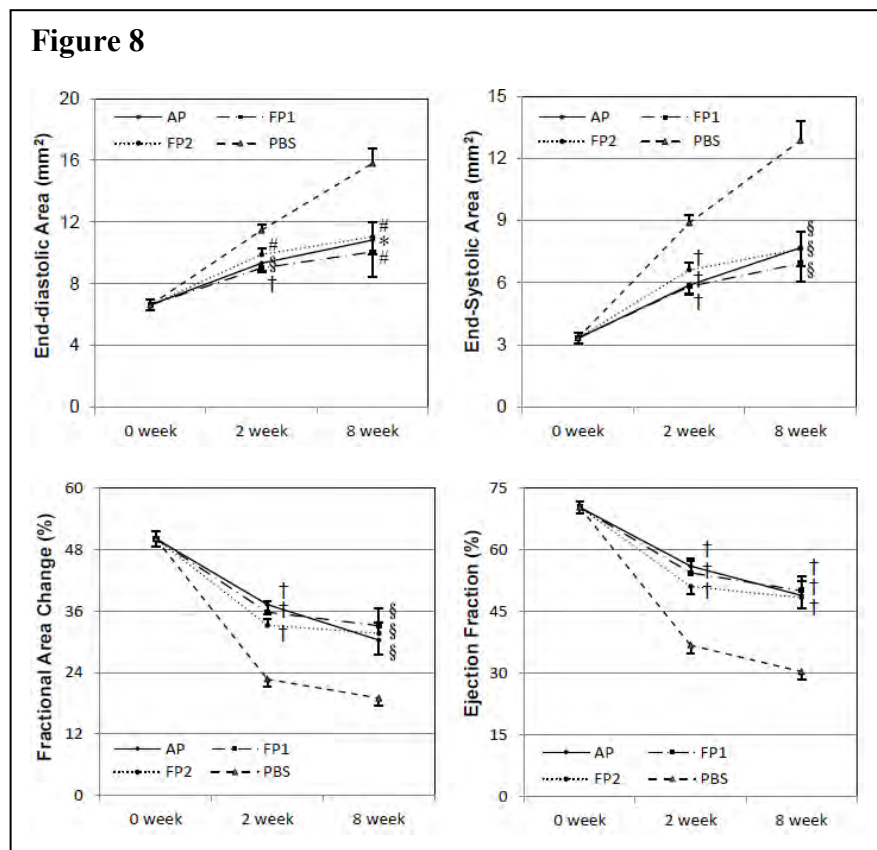 Figure 8
End-diastolic Area (mm²)
20
16
12
8
4
0
AP
FP1
FP2
PBS
#
§
†
#
*
#
0 week
2 week
8 week
End-Systolic Area (mm²)
15
12
9
6
3
0
AP
FP1
FP2
PBS
†
†
†
§
§
§
0 week
2 week
8 week
Fractional Area Change (%)
60
48
36
24
12
0
†
†
†
§
§
§
AP
FP1
FP2
PBS
0 week
2 week
8 week
Ejection Fraction (%)
75
60
45
30
15
0
†
†
†
†
†
†
AP
FP1
FP2
PBS
0 week
2 week
8 week